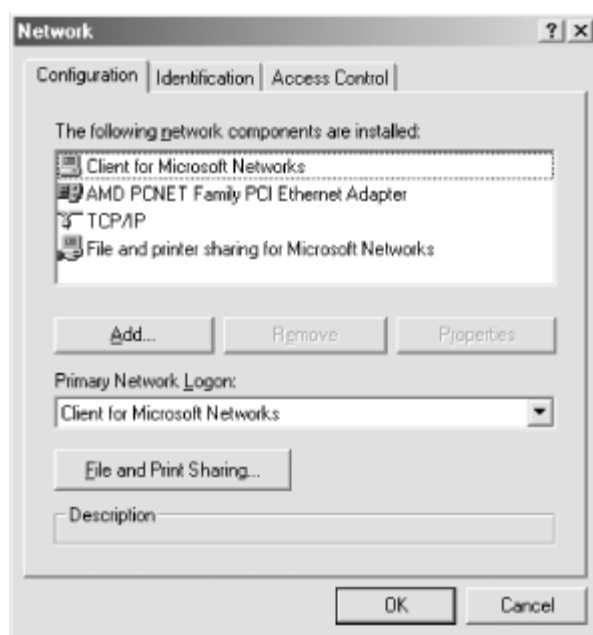 Network
Configuration Identification Access Control
The following network components are installed:
Client for Microsoft Networks
AMD PCNET Family PCI Ethernet Adapter
TCP/IP
File and printer sharing for Microsoft Networks
Add... Remove Properties
Primary Network Logon:
Client for Microsoft Networks
File and Print Sharing...
Description
OK Cancel